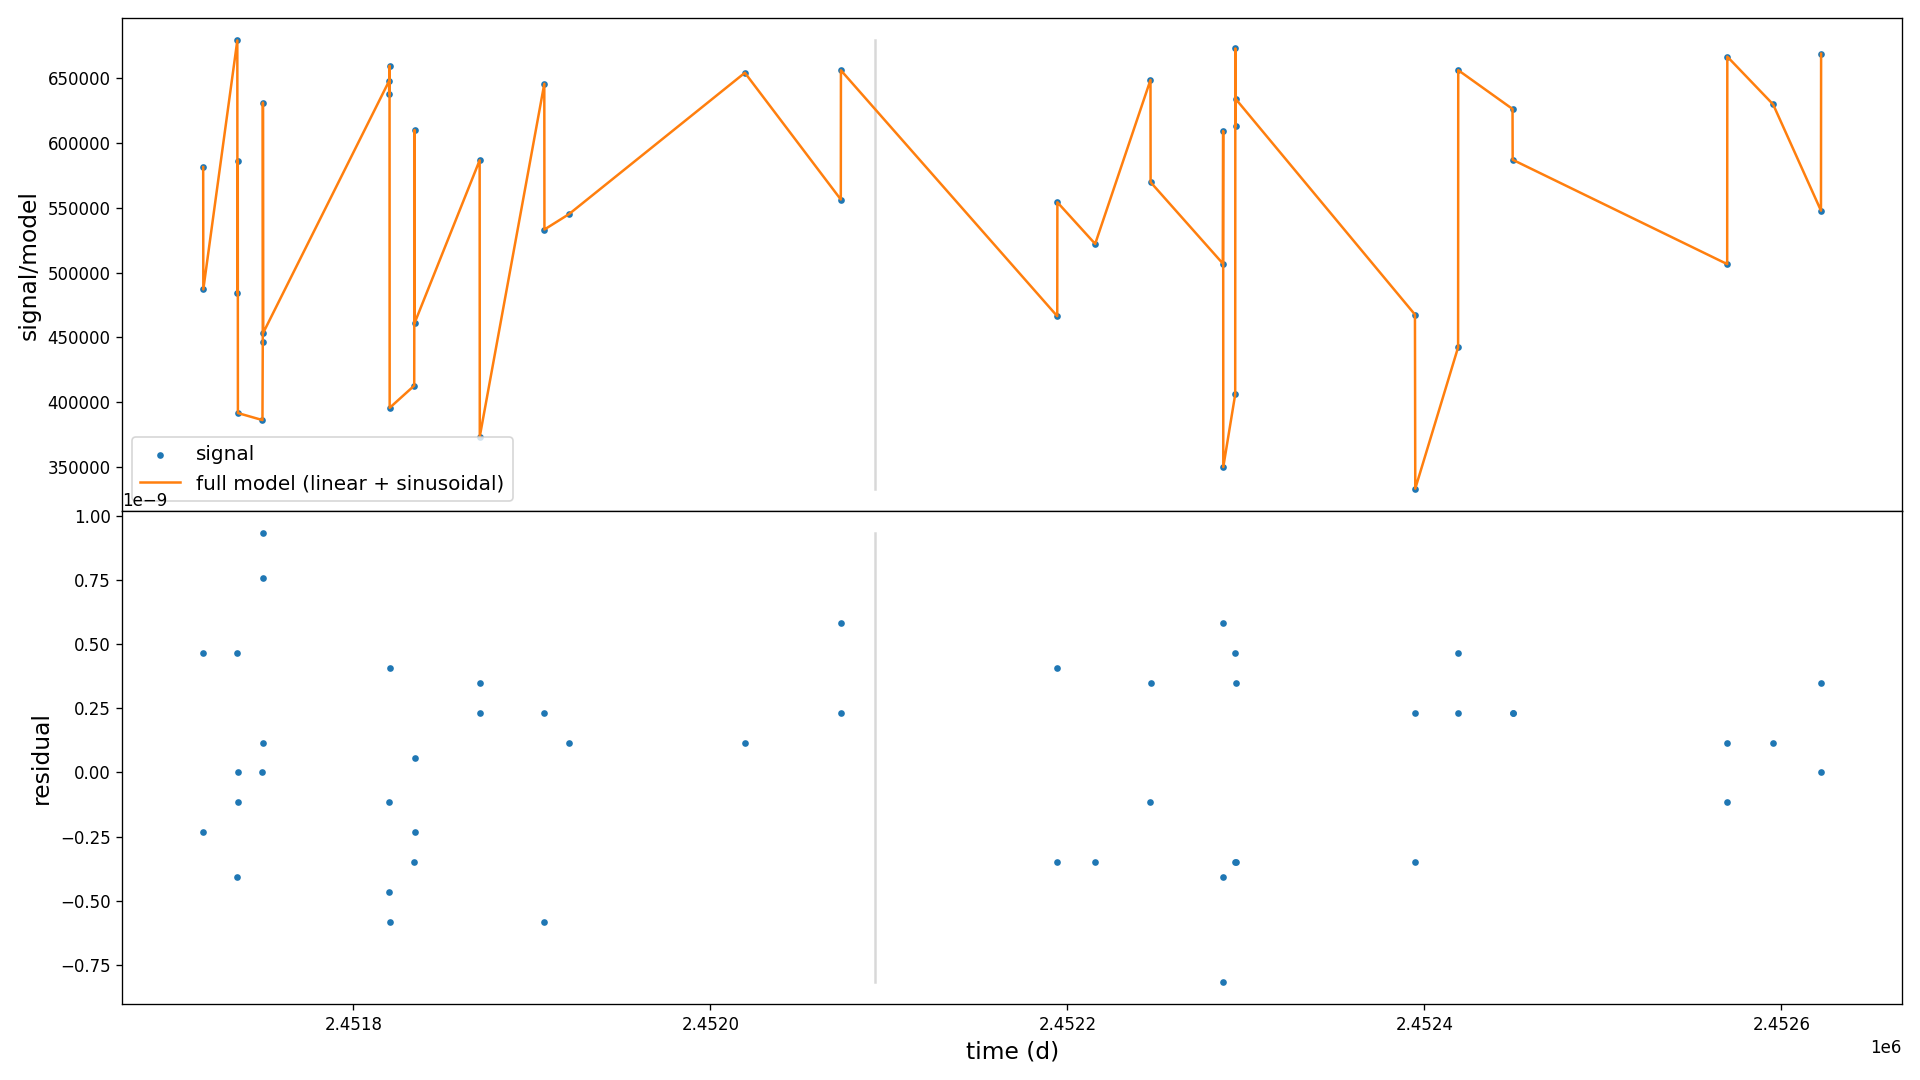 650000
600000
550000
500000
450000
400000
350000
signal/model
signal
full model (linear + sinusoidal)
1e−9
1.00
0.75
0.50
0.25
0.00
−0.25
−0.50
−0.75
residual
2.4518
2.4520
2.4522
2.4524
2.4526
time (d)
1e6